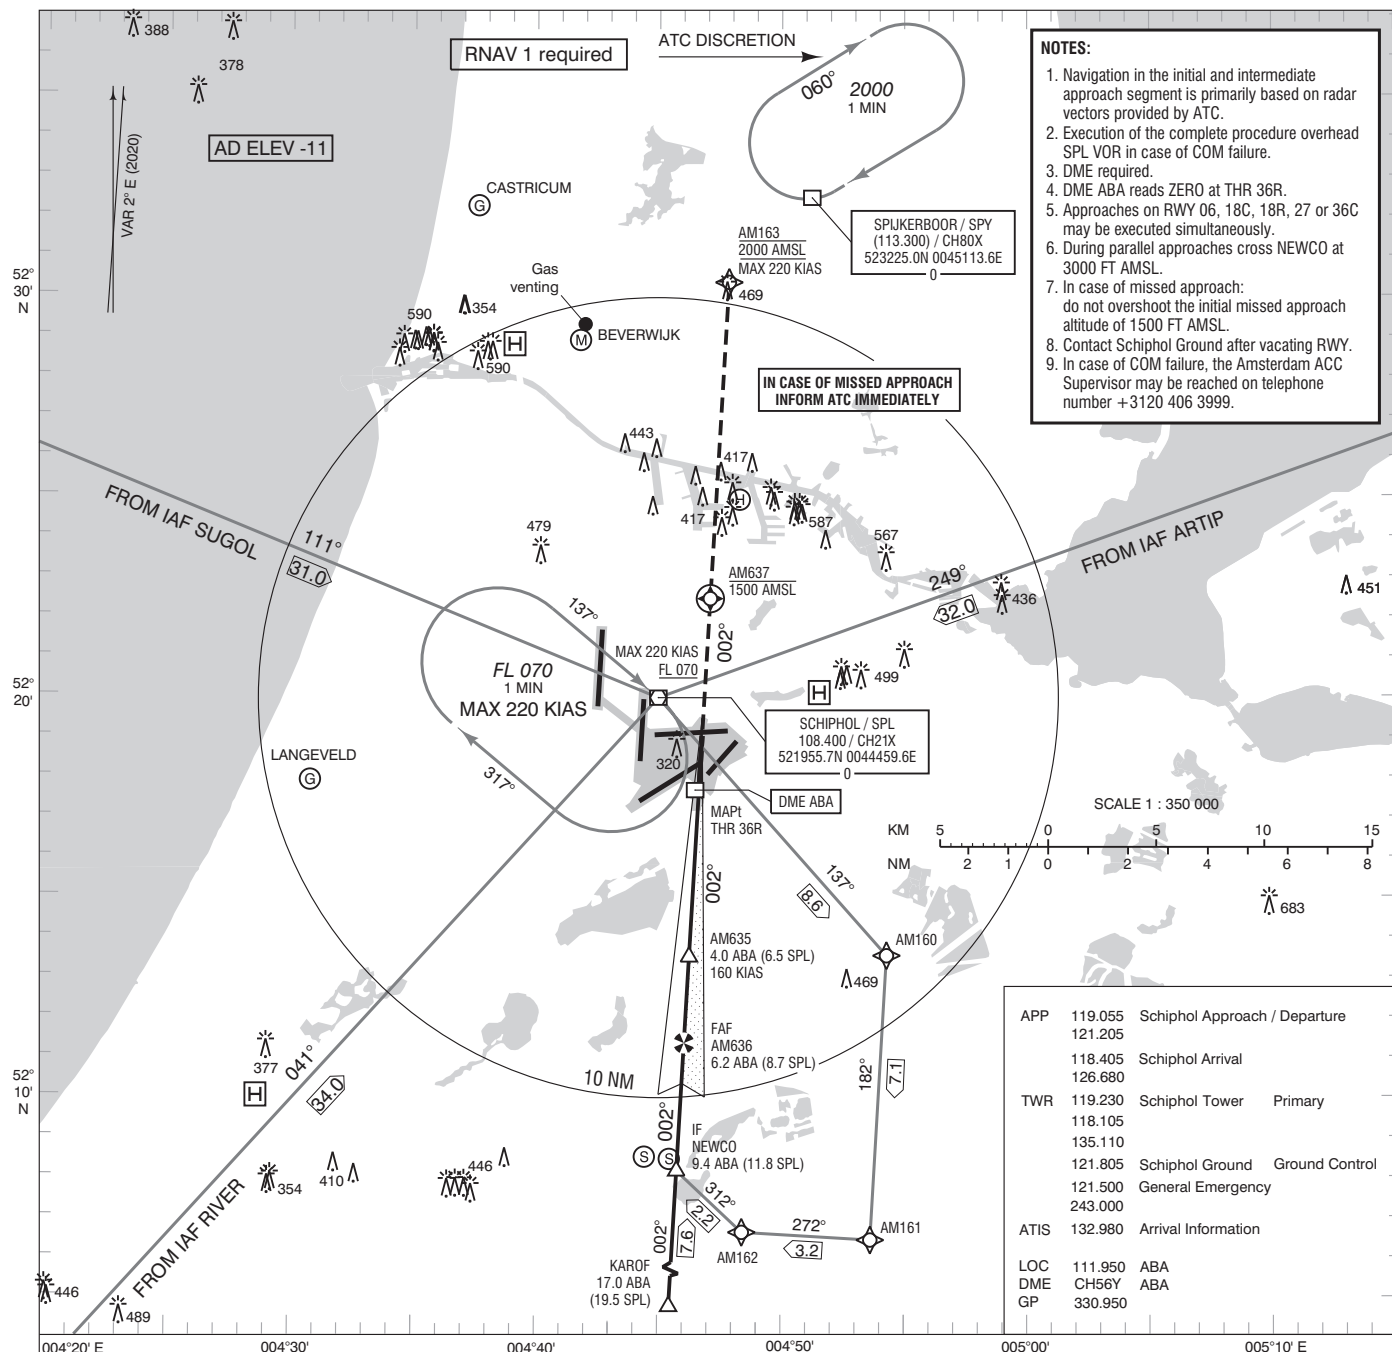 388
378
RNAV 1 required
ATC DISCRETION
060°
2000
1 MIN
AD ELEV -11
VAR 2° E (2020)
NOTES:
1. Navigation in the initial and intermediate
approach segment is primarily based on radar
vectors provided by ATC.
2. Execution of the complete procedure overhead
SPL VOR in case of COM failure.
3. DME required.
4. DME ABA reads ZERO at THR 36R.
5. Approaches on RWY 06, 18C, 18R, 27 or 36C
may be executed simultaneously.
6. During parallel approaches cross NEWCO at
3000 FT AMSL.
7. In case of missed approach:
do not overshoot the initial missed approach
altitude of 1500 FT AMSL.
8. Contact Schiphol Ground after vacating RWY.
9. In case of COM failure, the Amsterdam ACC
Supervisor may be reached on telephone
number +3120 406 3999.
G
CASTRICUM
SPIJKERBOOR / SPY
(113.300) / CH80X
523225.0N 0045113.6E
0
AM163
2000 AMSL
MAX 220 KIAS
469
52°
30'
N
Gas
venting
M
BEVERWIJK
354
590
590
H
IN CASE OF MISSED APPROACH
INFORM ATC IMMEDIATELY
443
417
417
H
587
567
479
436
451
FROM IAF SUGOL
111°
31.0
FROM IAF ARTIP
249°
32.0
AM637
1500 AMSL
002°
137°
MAX 220 KIAS
FL 070
FL 070
1 MIN
MAX 220 KIAS
317°
52°
20'
499
H
SCHIPHOL / SPL
108.400 / CH21X
521955.7N 0044459.6E
0
320
LANGEVELD
G
DME ABA
MAPt
THR 36R
SCALE 1 : 350 000
KM
5
0
5
10
15
NM
2
1
0
2
4
6
8
002°
137°
8.6
683
AM635
4.0 ABA (6.5 SPL)
160 KIAS
AM160
469
FAF
AM636
6.2 ABA (8.7 SPL)
182°
7.1
377
H
041°
34.0
10 NM
52°
10'
N
002°
IF
NEWCO
9.4 ABA (11.8 SPL)
S
S
446
410
354
312°
2.2
272°
3.2
AM161
AM162
002°
7.6
KAROF
17.0 ABA
(19.5 SPL)
FROM IAF RIVER
446
489
APP 119.055 Schiphol Approach / Departure
121.205
118.405 Schiphol Arrival
126.680
TWR 119.230 Schiphol Tower Primary
118.105
135.110
121.805 Schiphol Ground Ground Control
121.500 General Emergency
243.000
ATIS 132.980 Arrival Information
LOC 111.950 ABA
DME CH56Y ABA
GP 330.950
004°20' E
004°30'
004°40'
004°50'
005°00'
005°10' E